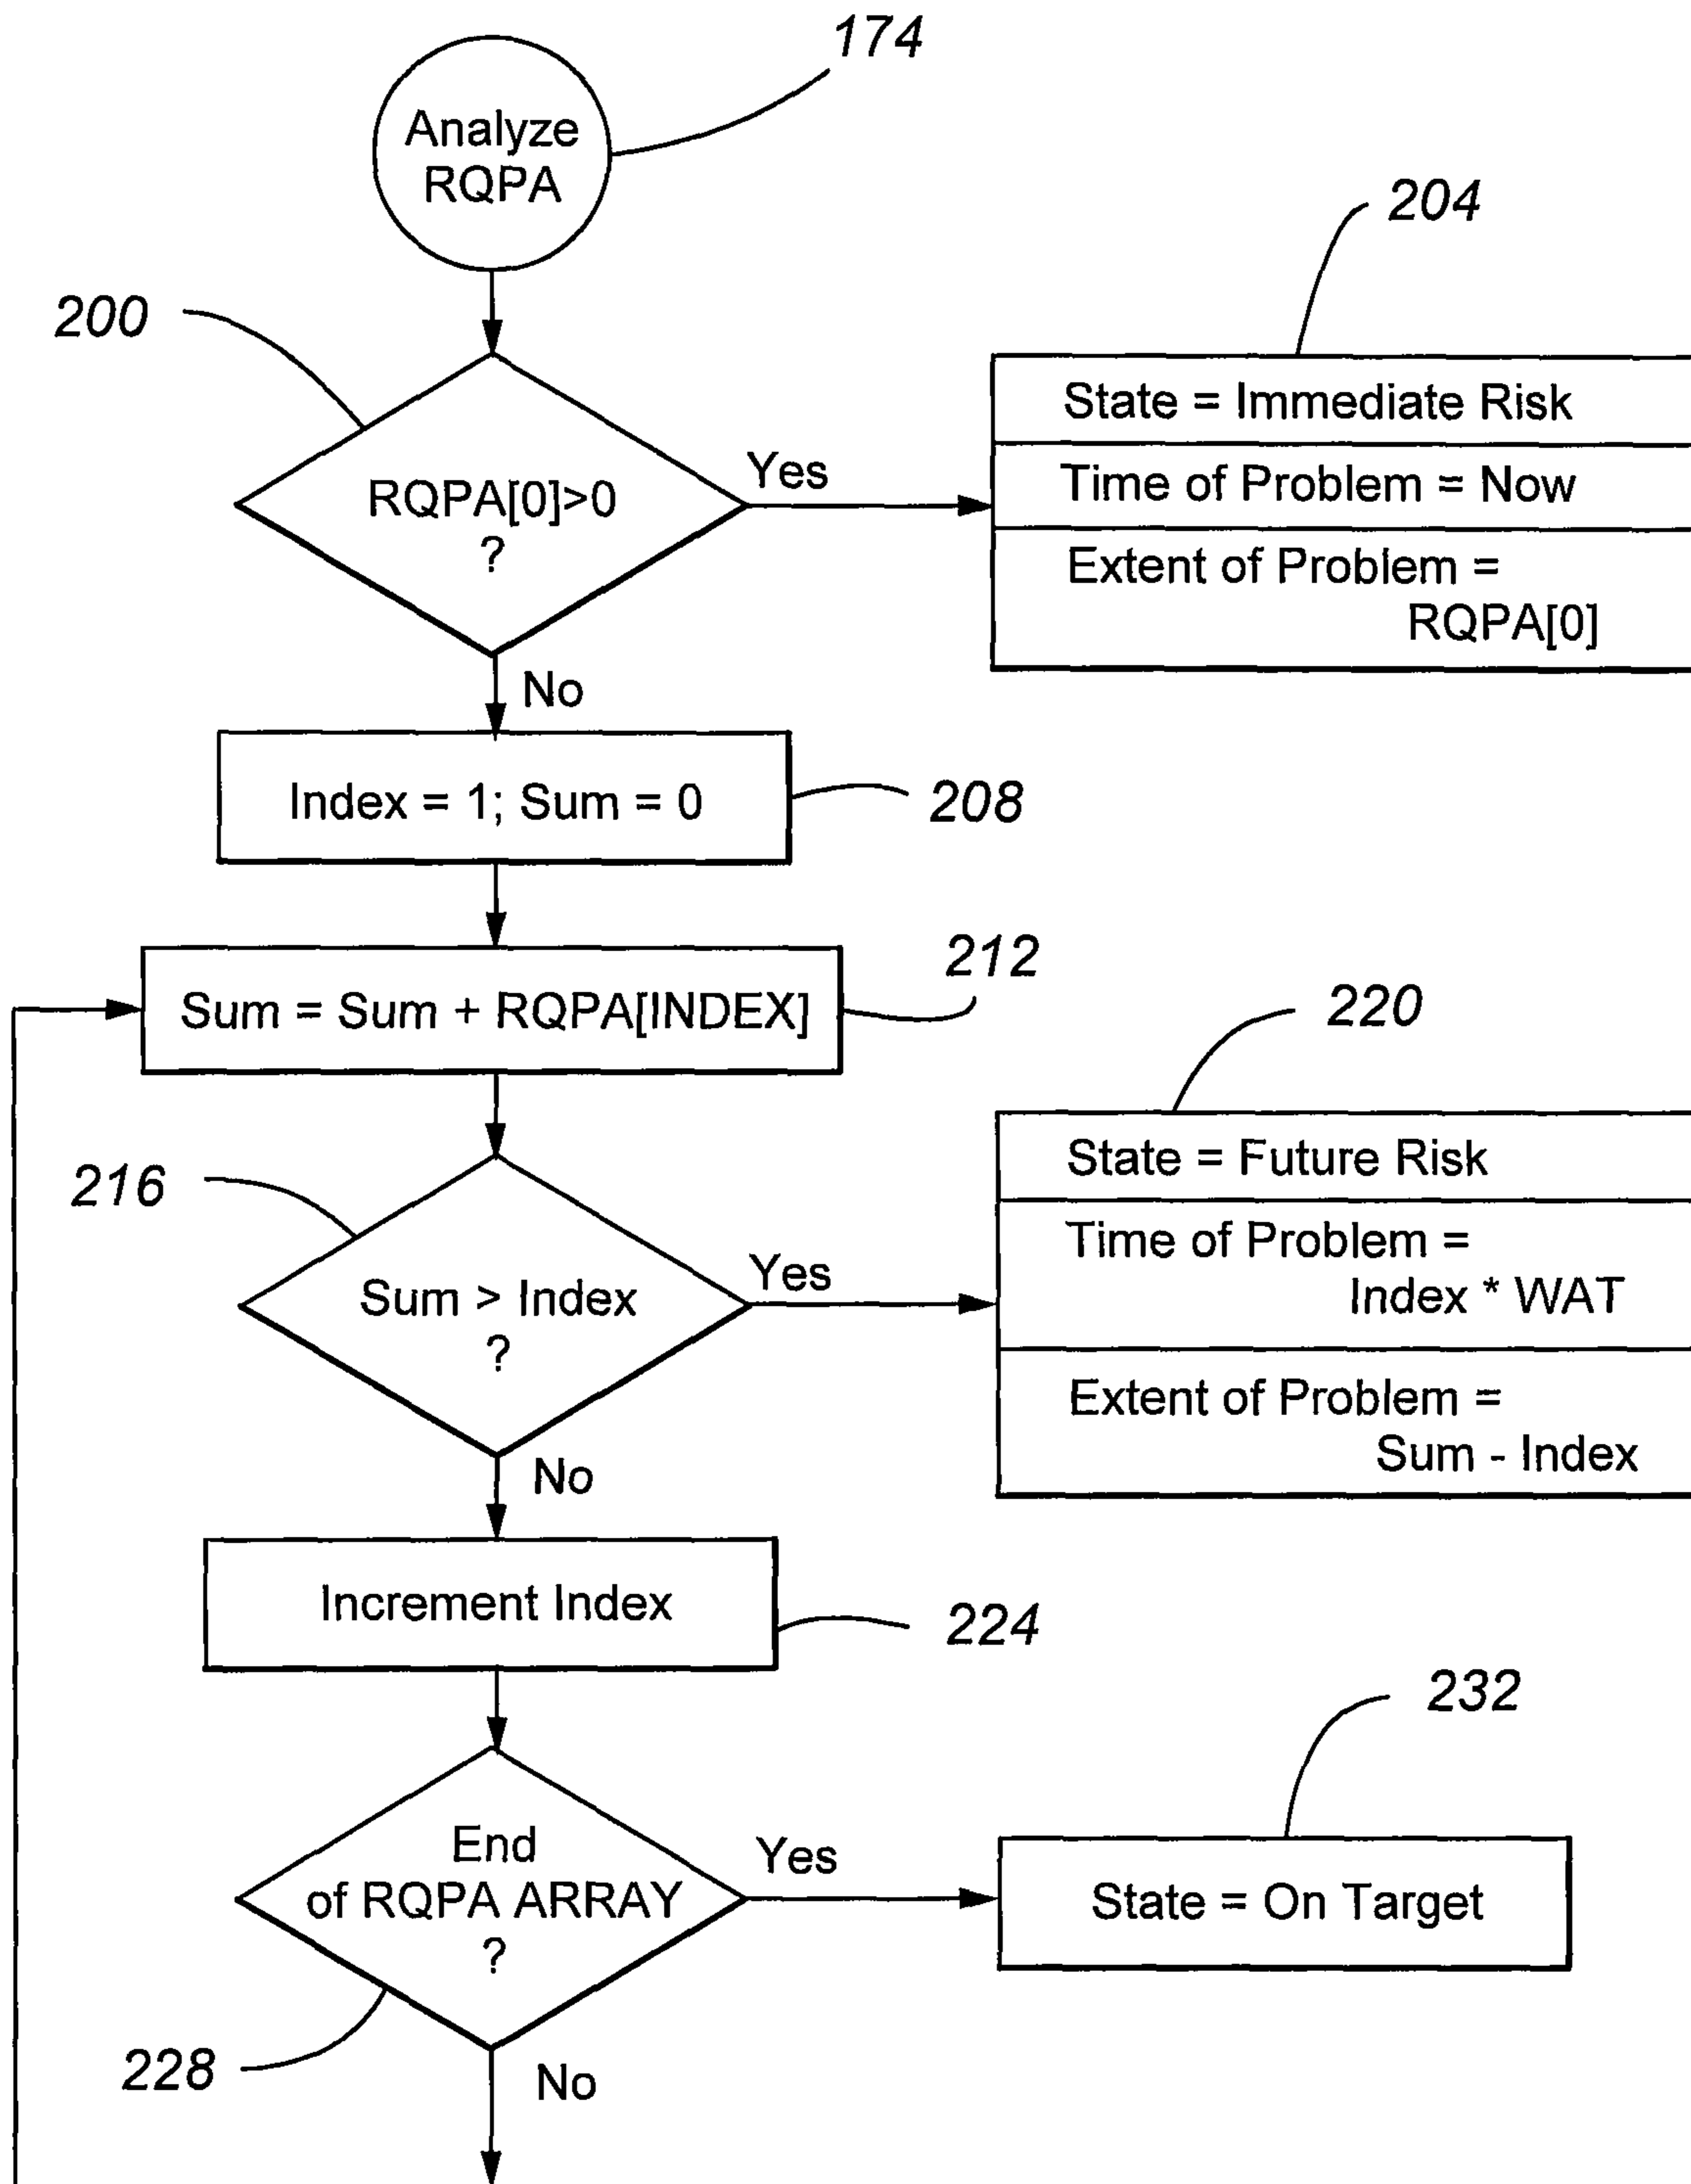 174
Analyze
RQPA
204
200
State = Immediate Risk
Yes
Time of Problem = Now
RQPA[0]>0
?
Extent of Problem =
RQPA[0]
No
Index = 1; Sum = 0
208
212
Sum = Sum + RQPA[INDEX]
220
216
State = Future Risk
Time of Problem =
Index * WAT
Yes
Sum > Index
?
Extent of Problem =
Sum - Index
No
Increment Index
224
232
End
of RQPA ARRAY
?
Yes
State = On Target
228
No